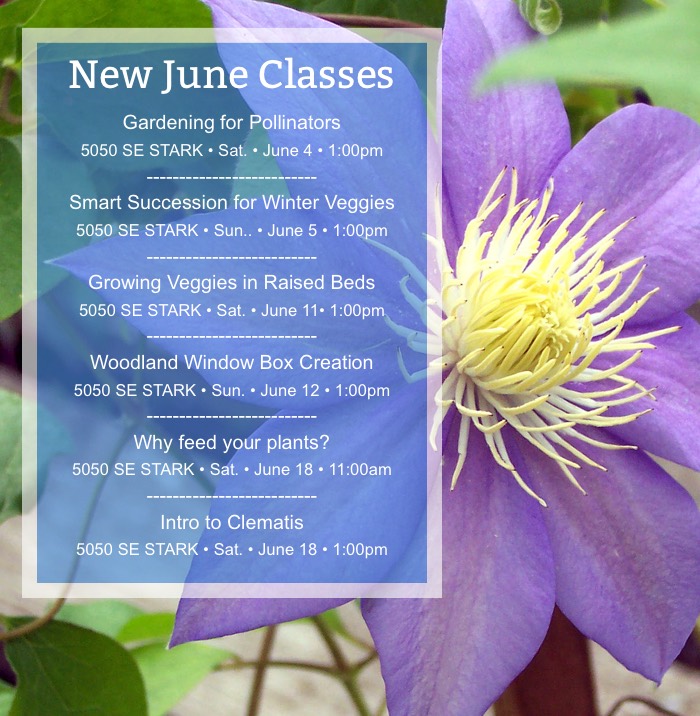 New June Classes
Gardening for Pollinators
5050 SE STARK • Sat. • June 4 • 1:00pm
--------------------------
Smart Succession for Winter Veggies
5050 SE STARK • Sun.. • June 5 • 1:00pm
--------------------------
Growing Veggies in Raised Beds
5050 SE STARK • Sat. • June 11• 1:00pm
--------------------------
Woodland Window Box Creation
5050 SE STARK • Sun. • June 12 • 1:00pm
--------------------------
Why feed your plants?
5050 SE STARK • Sat. • June 18 • 11:00am
--------------------------
Intro to Clematis
5050 SE STARK • Sat. • June 18 • 1:00pm